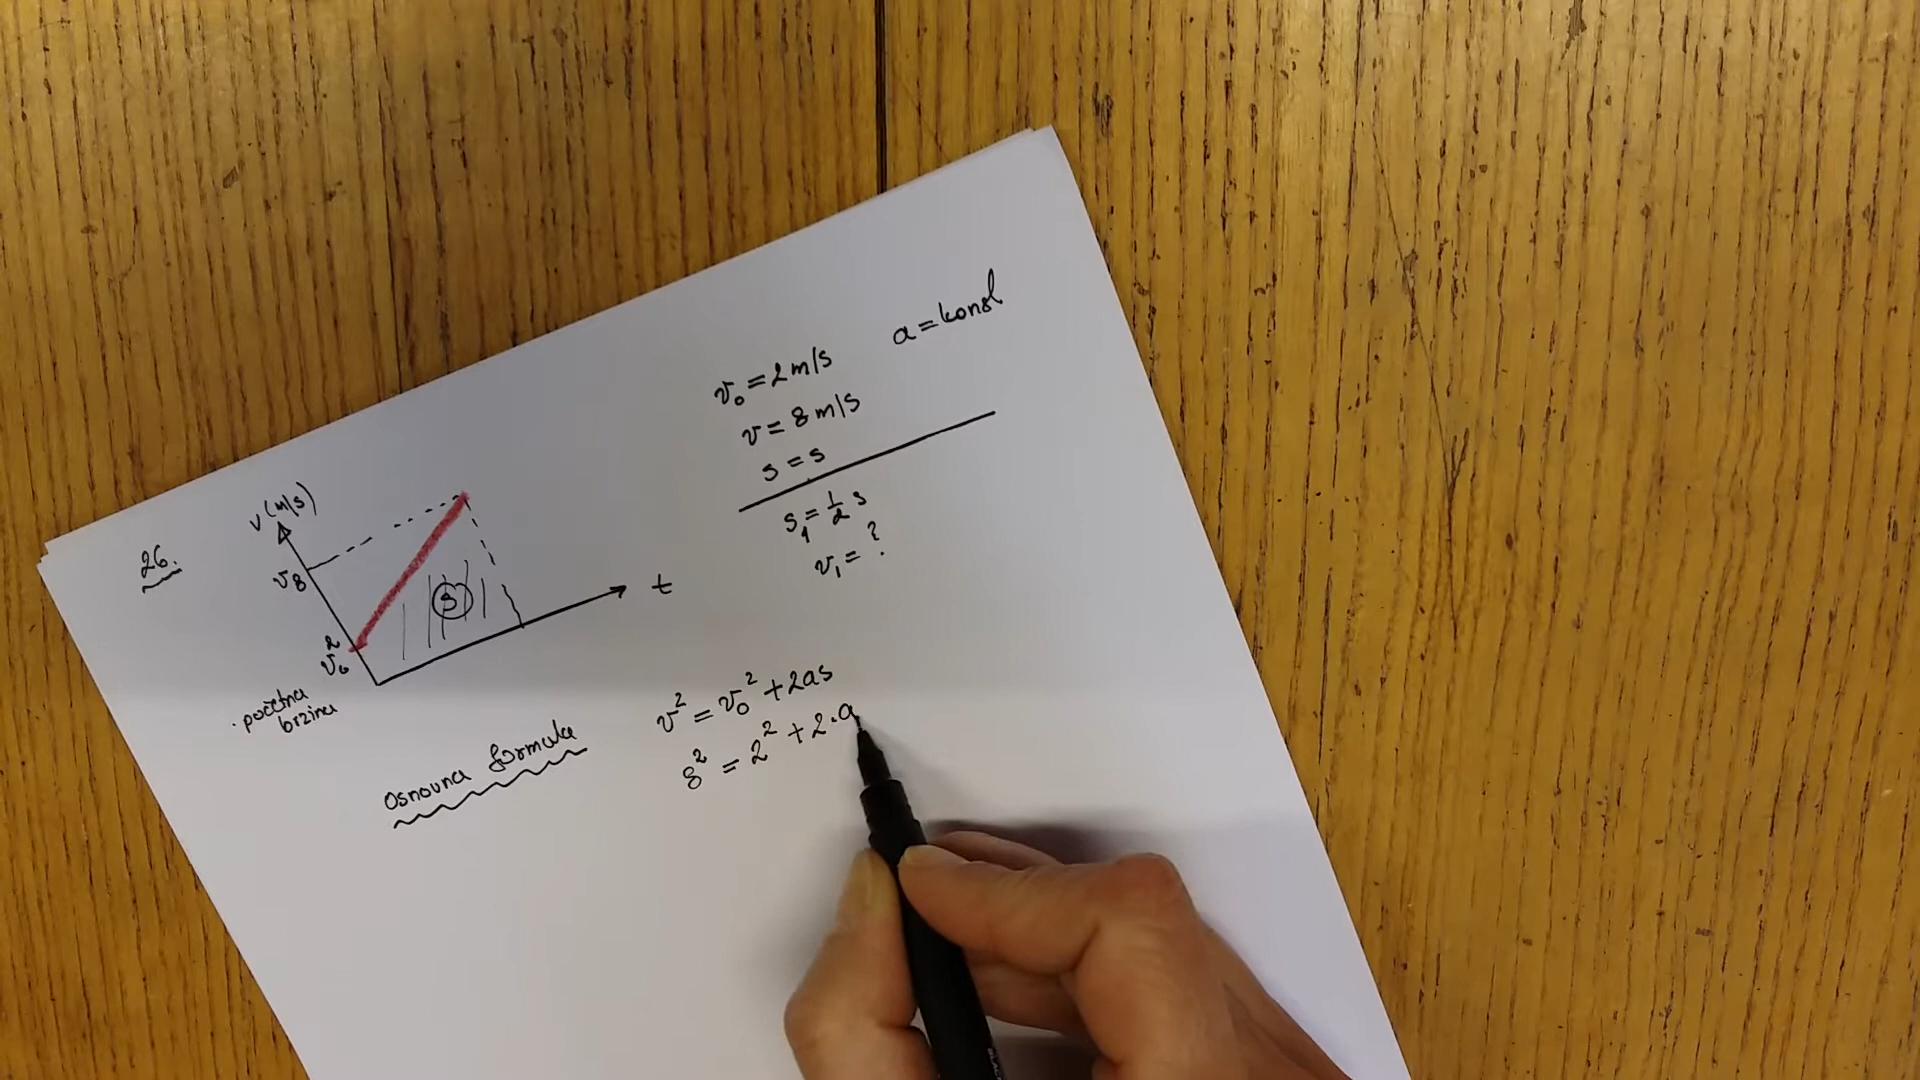 26.
v (m/s)
v8
2
v₀
početna
brzina
S
t
v₀ = 2 m/s
a = konst
v = 8 m/s
s = s
s₁ = 1/2 s
v₁ = ?
Osnovna formula
v² = v₀² + 2as
8² = 2² + 2·a